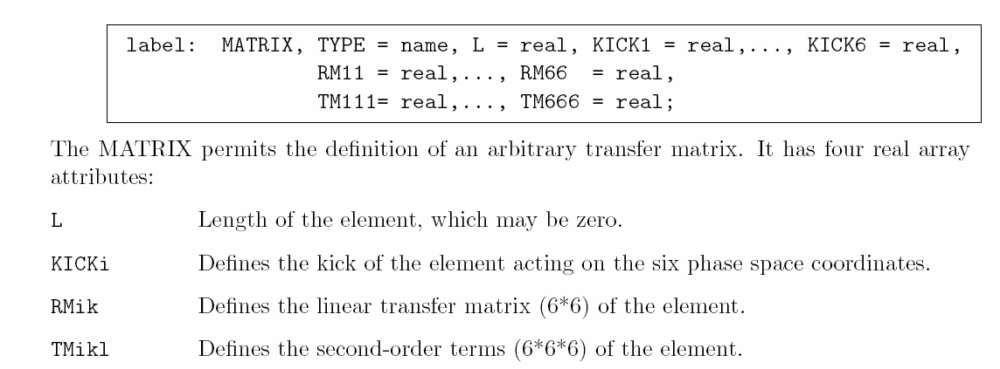 label:  MATRIX, TYPE = name, L = real, KICK1 = real,..., KICK6 = real,
RM11 = real,..., RM66  = real,
TM111= real,..., TM666 = real;
The MATRIX permits the definition of an arbitrary transfer matrix. It has four real array
attributes:
L Length of the element, which may be zero.
KICKi Defines the kick of the element acting on the six phase space coordinates.
RMik Defines the linear transfer matrix (6*6) of the element.
TMikl Defines the second-order terms (6*6*6) of the element.